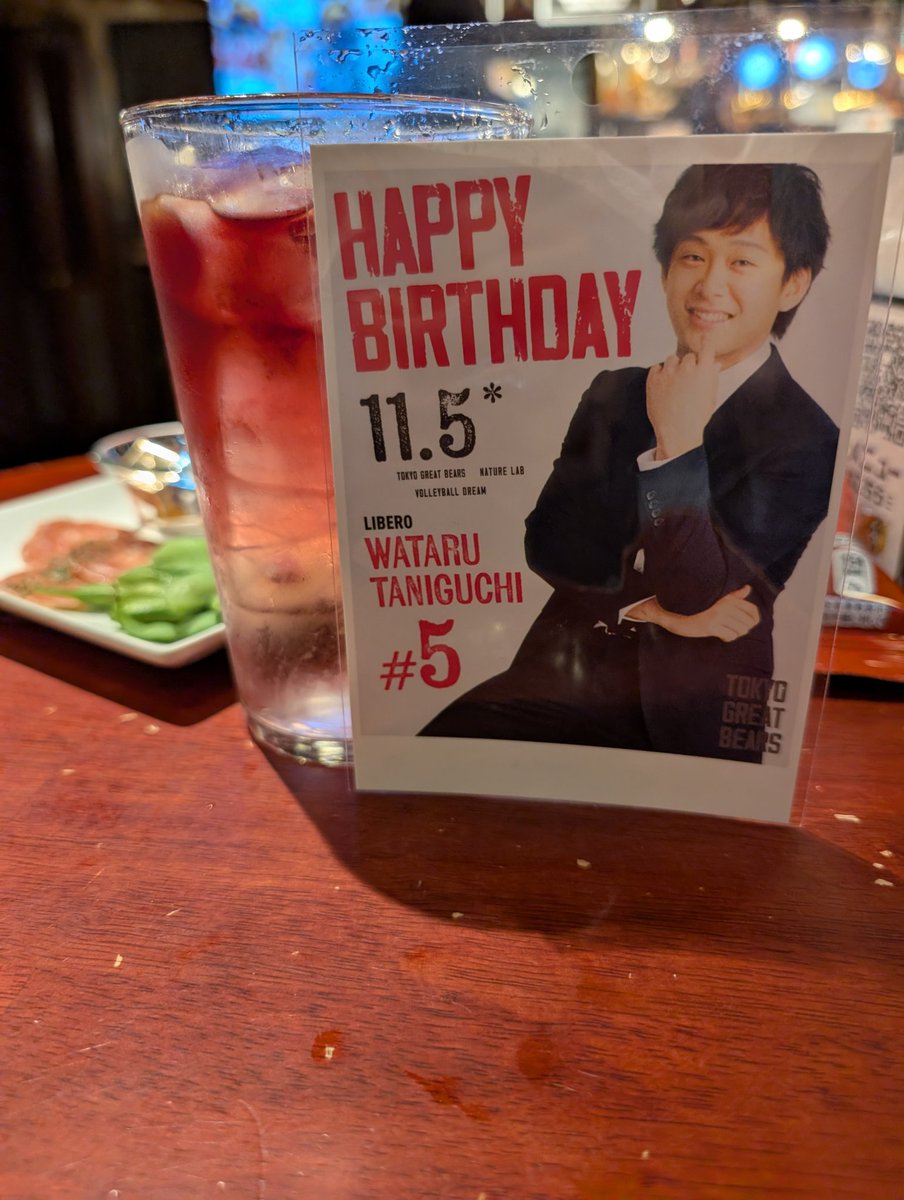 HAPPY
BIRTHDAY
11.5*
TOKYO GREAT BEARS NATURE LAB
VOLLEYBALL DREAM
LIBERO
WATARU
TANIGUCHI
#5
TOKYO
GREAT
BEARS